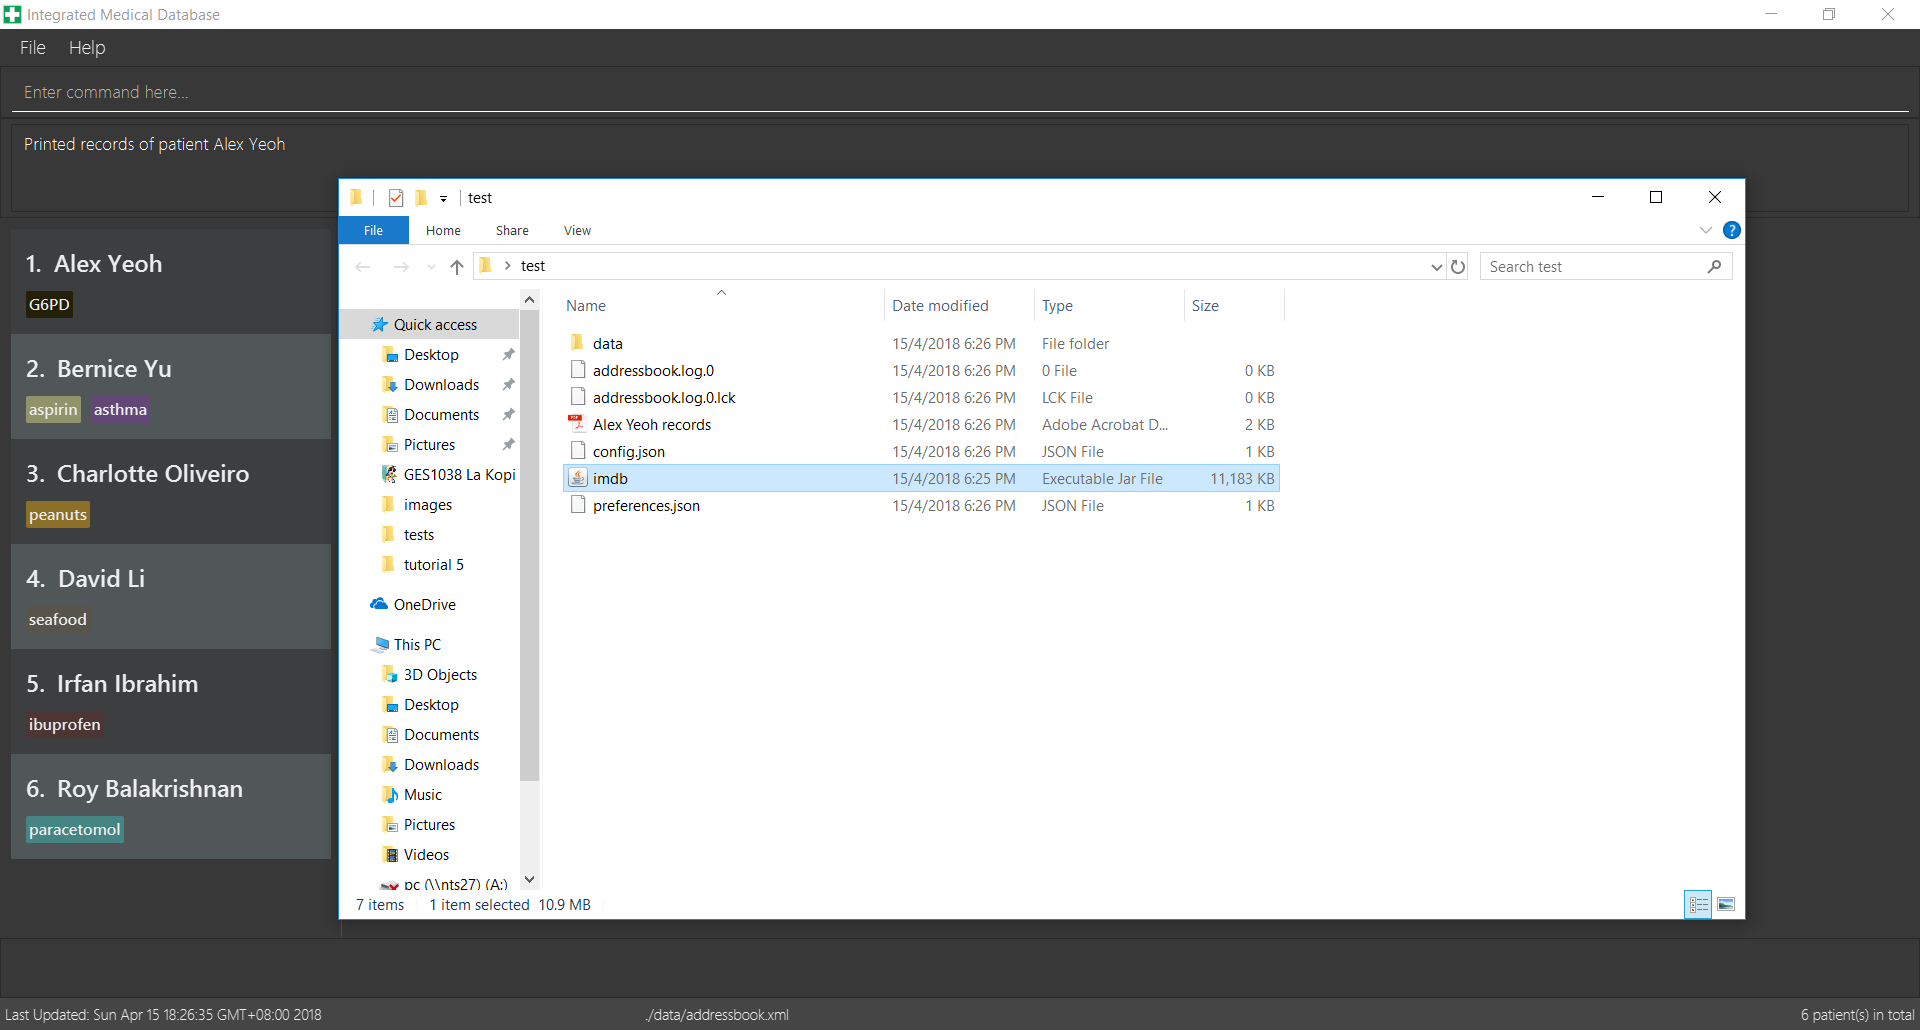 Integrated Medical Database
File Help
Enter command here...
Printed records of patient Alex Yeoh
1. Alex Yeoh
G6PD
2. Bernice Yu
aspirin asthma
3. Charlotte Oliveiro
peanuts
4. David Li
seafood
5. Irfan Ibrahim
ibuprofen
6. Roy Balakrishnan
paracetomol
test
File Home Share View
?
test
Search test
Quick access
Desktop
Downloads
Documents
Pictures
GES1038 La Kopi
images
tests
tutorial 5
OneDrive
This PC
3D Objects
Desktop
Documents
Downloads
Music
Pictures
Videos
pc (\\nts27) (A:)
Name Date modified Type Size
data 15/4/2018 6:26 PM File folder
addressbook.log.0 15/4/2018 6:26 PM 0 File 0 KB
addressbook.log.0.lck 15/4/2018 6:26 PM LCK File 0 KB
Alex Yeoh records 15/4/2018 6:26 PM Adobe Acrobat D... 2 KB
config.json 15/4/2018 6:26 PM JSON File 1 KB
imdb 15/4/2018 6:25 PM Executable Jar File 11,183 KB
preferences.json 15/4/2018 6:26 PM JSON File 1 KB
7 items 1 item selected 10.9 MB
Last Updated: Sun Apr 15 18:26:35 GMT+08:00 2018 ./data/addressbook.xml 6 patient(s) in total